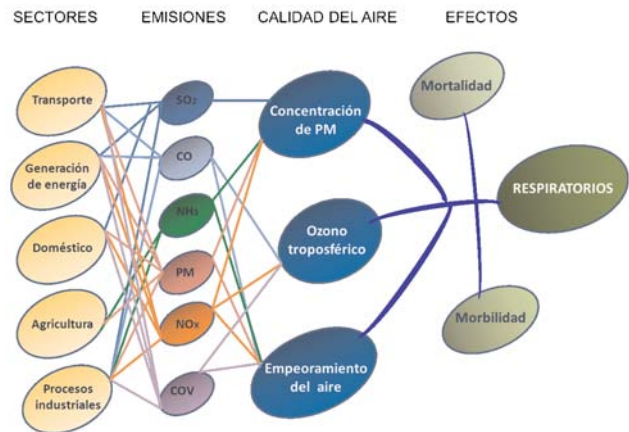 SECTORES
EMISIONES
CALIDAD DEL AIRE
EFECTOS
Transporte
Generación
de energía
Doméstico
Agricultura
Procesos
industriales
SO₂
CO
NH₃
PM
NOx
COV
Concentración
de PM
Ozono
troposférico
Empeoramiento
del aire
Mortalidad
RESPIRATORIOS
Morbilidad